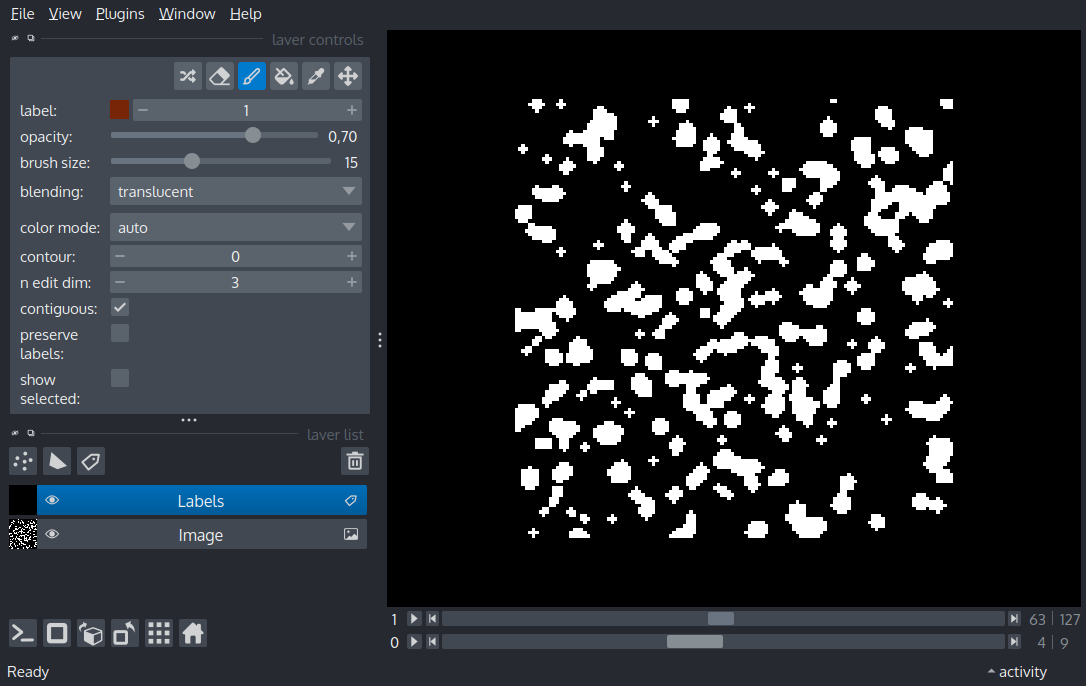 File View Plugins Window Help
layer controls
label: 1
opacity: 0,70
brush size: 15
blending: translucent
color mode: auto
contour: 0
n edit dim: 3
contiguous:
preserve
labels:
show
selected:
layer list
Labels
Image
1 63 127
0 4 9
Ready activity